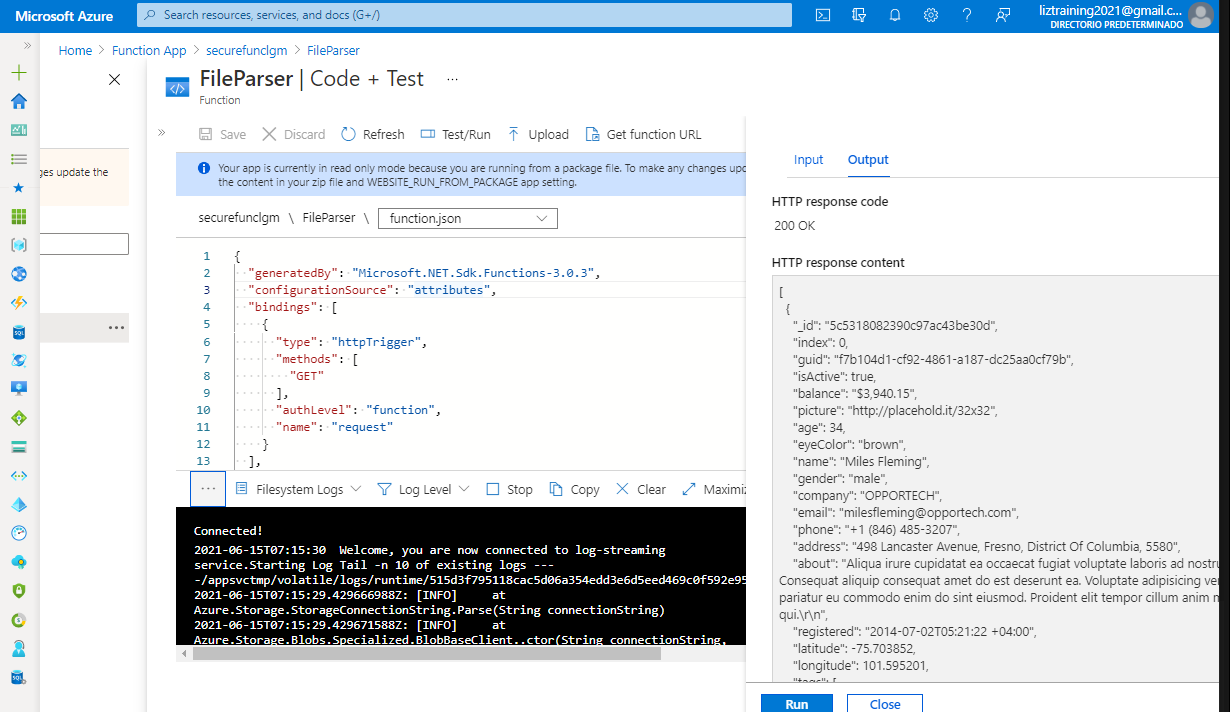 Microsoft Azure
Search resources, services, and docs (G+/)
liztraining2021@gmail.c...
DIRECTORIO PREDETERMINADO
Home > Function App > securefunclgm > FileParser
FileParser | Code + Test ...
Function
Save Discard Refresh Test/Run Upload Get function URL
ges update the
Your app is currently in read only mode because you are running from a package file. To make any changes upd
the content in your zip file and WEBSITE_RUN_FROM_PACKAGE app setting.
securefunclgm \ FileParser \ function.json
1 {
2 "generatedBy": "Microsoft.NET.Sdk.Functions-3.0.3",
3 "configurationSource": "attributes",
4 "bindings": [
5 {
6 "type": "httpTrigger",
7 "methods": [
8 "GET"
9 ],
10 "authLevel": "function",
11 "name": "request"
12 }
13 ],
... Filesystem Logs Log Level Stop Copy Clear Maximiz
Connected!
2021-06-15T07:15:30 Welcome, you are now connected to log-streaming
service.Starting Log Tail -n 10 of existing logs ---
-/appsvctmp/volatile/logs/runtime/515d3f795118cac5d06a354edd3e6d5eed469c0f592e95
2021-06-15T07:15:29.429666988Z: [INFO] at
Azure.Storage.StorageConnectionString.Parse(String connectionString)
2021-06-15T07:15:29.429671588Z: [INFO] at
Azure.Storage.Blobs.Specialized.BlobBaseClient..ctor(String connectionString,
Input Output
HTTP response code
200 OK
HTTP response content
[
{
"_id": "5c5318082390c97ac43be30d",
"index": 0,
"guid": "f7b104d1-cf92-4861-a187-dc25aa0cf79b",
"isActive": true,
"balance": "$3,940.15",
"picture": "http://placehold.it/32x32",
"age": 34,
"eyeColor": "brown",
"name": "Miles Fleming",
"gender": "male",
"company": "OPPORTECH",
"email": "milesfleming@opportech.com",
"phone": "+1 (846) 485-3207",
"address": "498 Lancaster Avenue, Fresno, District Of Columbia, 5580",
"about": "Aliqua irure cupidatat ea occaecat fugiat voluptate laboris ad nostru
Consequat aliquip consequat amet do est deserunt ea. Voluptate adipisicing ve
pariatur eu commodo enim do sint eiusmod. Proident elit tempor cillum anim m
qui.\r\n",
"registered": "2014-07-02T05:21:22 +04:00",
"latitude": -75.703852,
"longitude": 101.595201,
"tags": [
Run Close